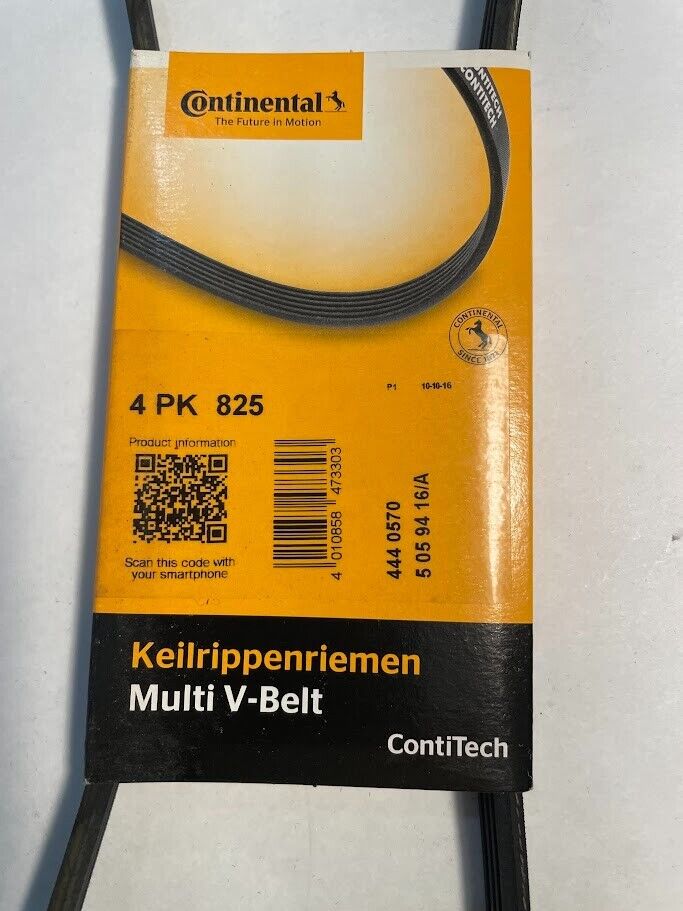 Continental
The Future in Motion
CONTITECH
CONTINENTAL
SINCE 1871
P1 10-10-16
4 PK 825
Product information
Scan this code with
your smartphone
4 010858 473303
444 0570
5 05 94 16/A
Keilrippenriemen
Multi V-Belt
ContiTech